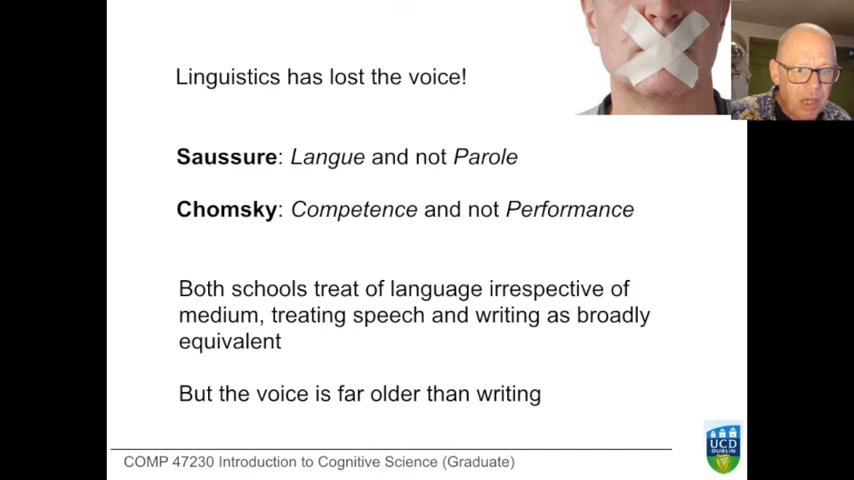 Linguistics has lost the voice!
Saussure: Langue and not Parole
Chomsky: Competence and not Performance
Both schools treat of language irrespective of
medium, treating speech and writing as broadly
equivalent
But the voice is far older than writing
COMP 47230 Introduction to Cognitive Science (Graduate)
UCD
DUBLIN